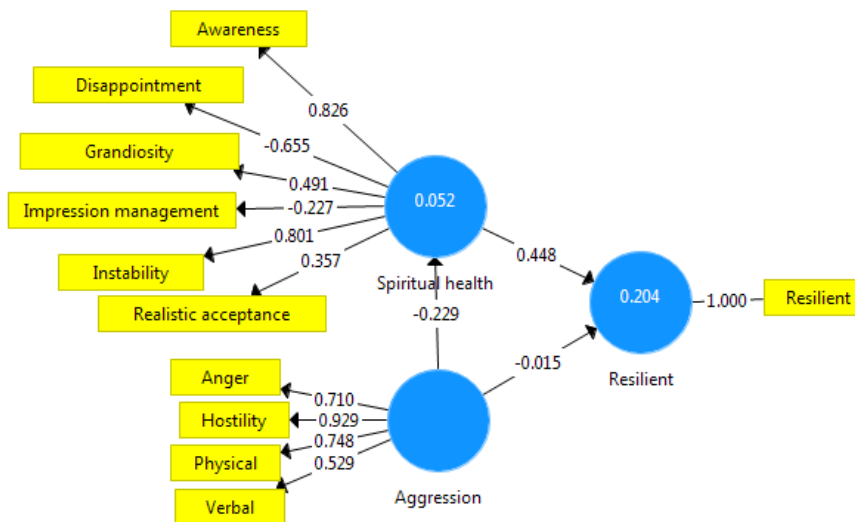 Awareness
Disappointment
0.826
-0.655
Grandiosity
0.491
Impression management
-0.227
0.052
0.801
Instability
0.357
0.448
Spiritual health
Realistic acceptance
-0.229
0.204
1.000
Resilient
-0.015
Resilient
Anger
0.710
Hostility
0.929
0.748
Physical
0.529
Verbal
Aggression